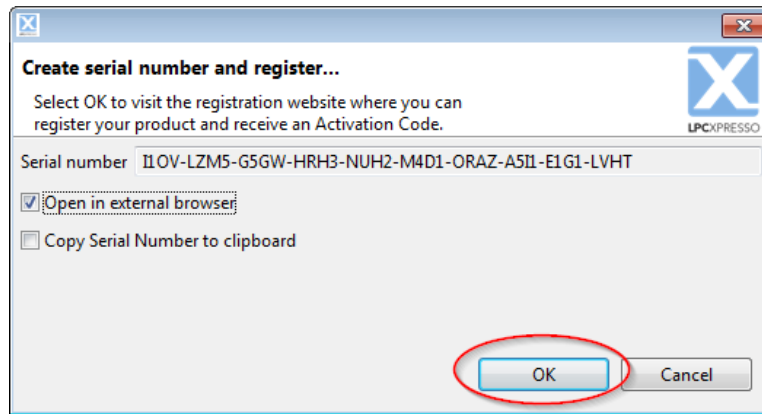 Create serial number and register...
Select OK to visit the registration website where you can
register your product and receive an Activation Code.
LPCXPRESSO
Serial number I1OV-LZM5-G5GW-HRH3-NUH2-M4D1-ORAZ-A5I1-E1G1-LVHT
Open in external browser
Copy Serial Number to clipboard
OK Cancel